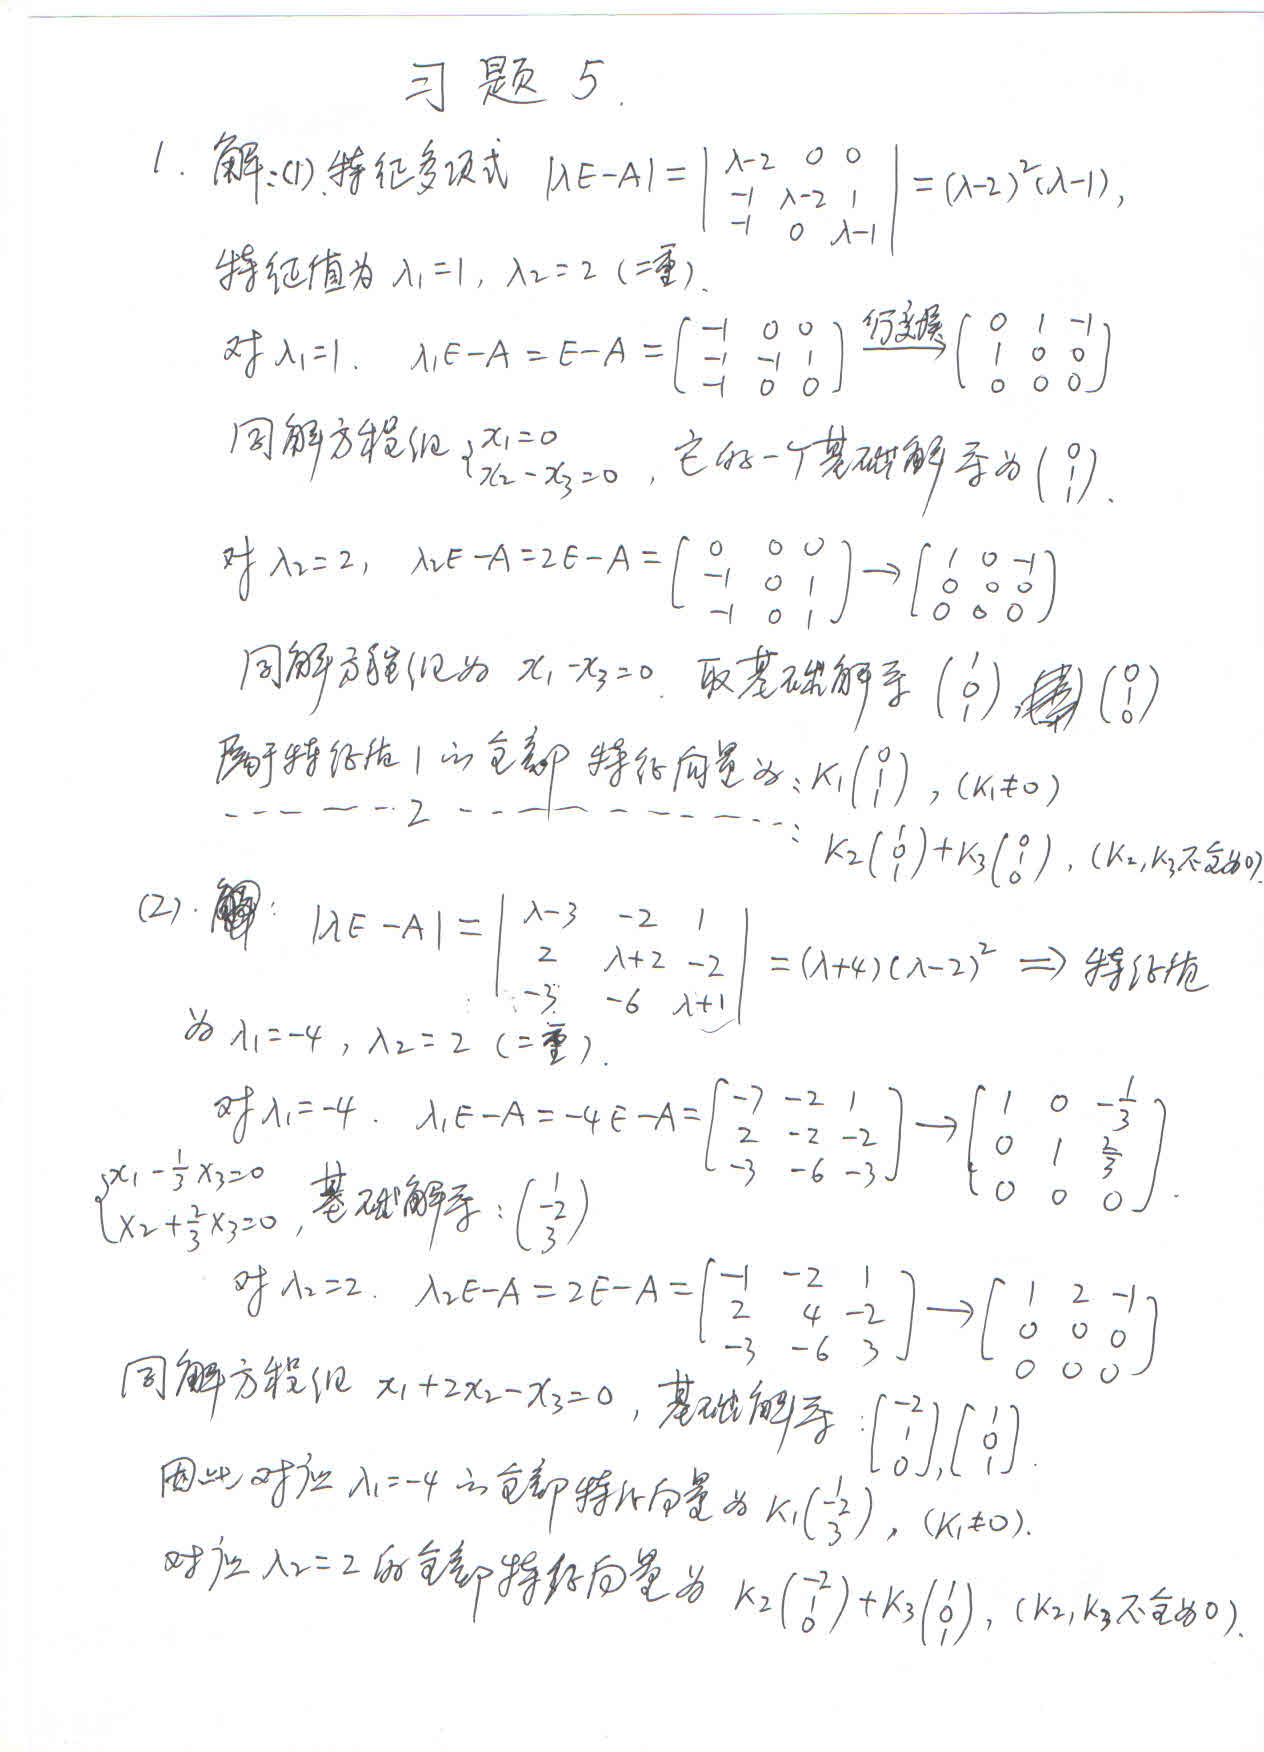 习题 5.
1. 解:(1).特征多项式 |λE-A| = | λ-2 0 0 ; -1 λ-2 1 ; -1 0 λ-1 | = (λ-2)²(λ-1),
特征值为 λ₁=1, λ₂=2 (二重).
对 λ₁=1. λ₁E-A = E-A = [ -1 0 0 ; -1 -1 1 ; -1 0 0 ] 行变换→ [ 0 1 -1 ; 1 0 0 ; 0 0 0 ]
同解方程组 { x₁=0 ; x₂-x₃=0 , 它的一个基础解系为 (0 ; 1 ; 1).
对 λ₂=2, λ₂E-A=2E-A= [ 0 0 0 ; -1 0 1 ; -1 0 1 ] → [ 1 0 -1 ; 0 0 0 ; 0 0 0 ]
同解方程组为 x₁-x₃=0. 取基础解系 (1 ; 0 ; 1), (0 ; 1 ; 0)
属于特征值 1 的全部特征向量为: K₁(0 ; 1 ; 1), (K₁≠0)
- - - - - 2 - - - - - - - - - : K₂(1 ; 0 ; 1)+K₃(0 ; 1 ; 0), (K₂,K₃不全为0).
(2). 解: |λE-A| = | λ-3 -2 1 ; 2 λ+2 -2 ; -3 -6 λ+1 | = (λ+4)(λ-2)² ⇒ 特征值
为 λ₁=-4, λ₂=2 (二重).
对 λ₁=-4. λ₁E-A=-4E-A= [ -7 -2 1 ; 2 -2 -2 ; -3 -6 -3 ] → [ 1 0 -1/3 ; 0 1 2/3 ; 0 0 0 ].
{ x₁-1/3x₃=0 ; x₂+2/3x₃=0 , 基础解系: (1 ; -2 ; 3)
对 λ₂=2. λ₂E-A=2E-A= [ -1 -2 1 ; 2 4 -2 ; -3 -6 3 ] → [ 1 2 -1 ; 0 0 0 ; 0 0 0 ]
同解方程组 x₁+2x₂-x₃=0, 基础解系: [ -2 ; 1 ; 0 ], [ 1 ; 0 ; 1 ].
因此对应 λ₁=-4 的全部特征向量为 K₁(1 ; -2 ; 3), (K₁≠0).
对应 λ₂=2 的全部特征向量为 K₂(-2 ; 1 ; 0)+K₃(1 ; 0 ; 1), (K₂,K₃不全为0).